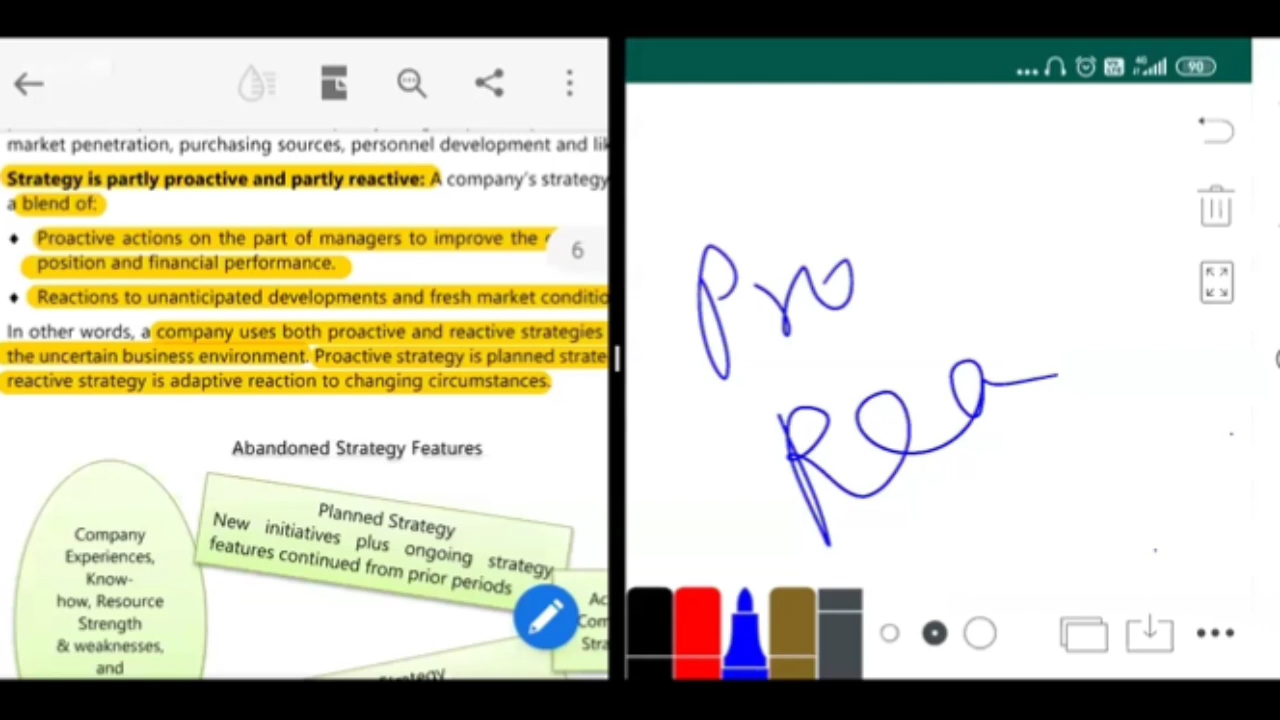 market penetration, purchasing sources, personnel development and
Strategy is partly proactive and partly reactive: A company's strategy
a blend of:
♦ Proactive actions on the part of managers to improve the
position and financial performance.
♦ Reactions to unanticipated developments and fresh market
In other words, a company uses both proactive and reactive strategies
the uncertain business environment. Proactive strategy is planned
reactive strategy is adaptive reaction to changing circumstances.
6
Abandoned Strategy Features
Planned Strategy
New initiatives plus ongoing strategy
features continued from prior periods
Company
Experiences,
Know-
how, Resource
Strength
& weaknesses,
and
Strategy
4G
90
Pro
Rea